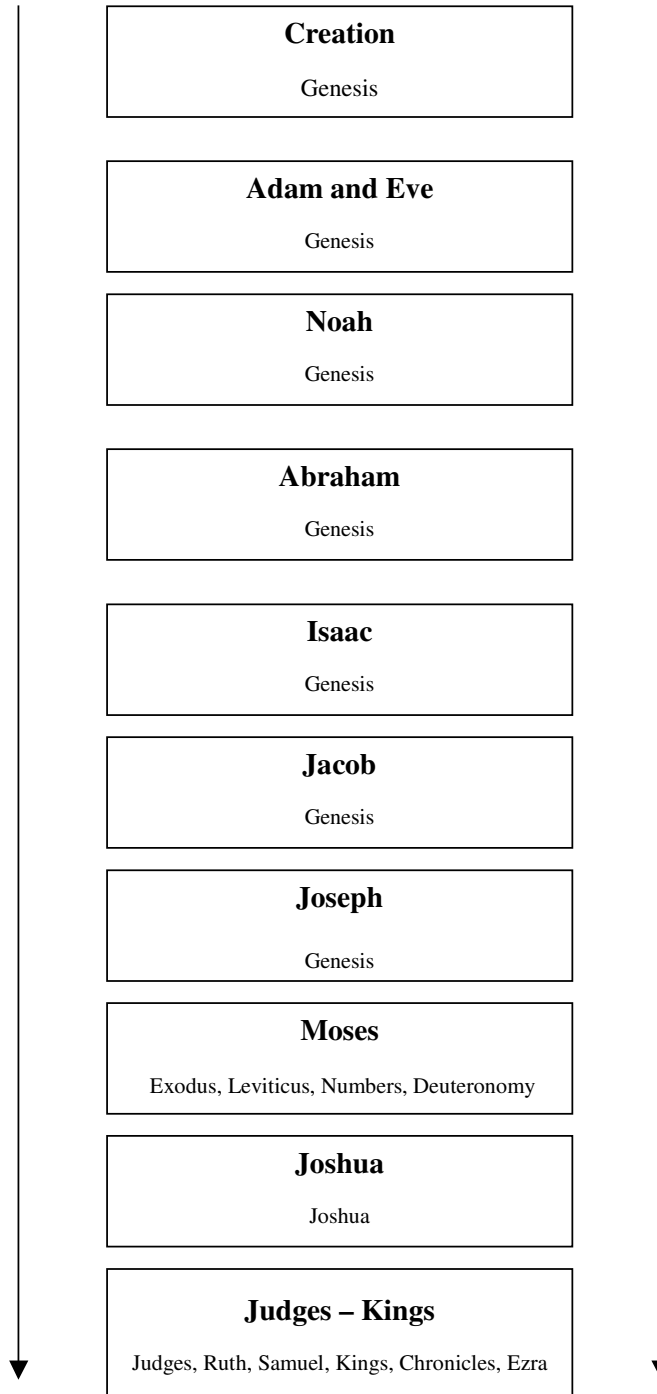 Creation
Genesis
Adam and Eve
Genesis
Noah
Genesis
Abraham
Genesis
Isaac
Genesis
Jacob
Genesis
Joseph
Genesis
Moses
Exodus, Leviticus, Numbers, Deuteronomy
Joshua
Joshua
Judges – Kings
Judges, Ruth, Samuel, Kings, Chronicles, Ezra